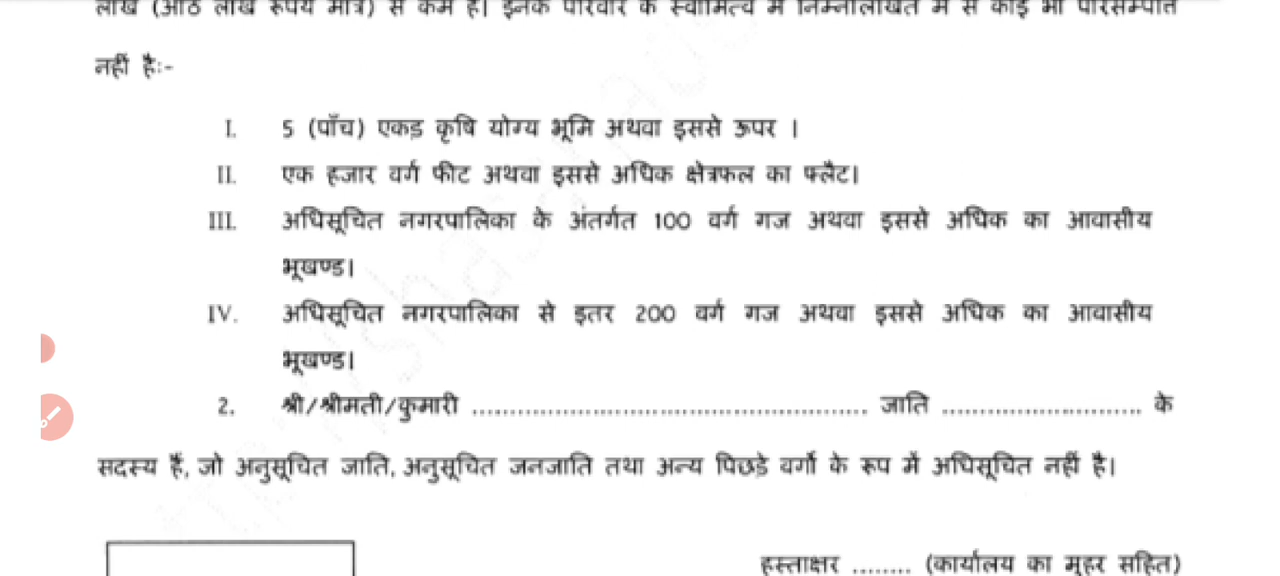 लाख (आठ लाख रूपये मात्र) से कम है। इनके परिवार के स्वामित्व में निम्नलिखित में से कोई भी परिसम्पति
नहीं है:-
I. 5 (पाँच) एकड़ कृषि योग्य भूमि अथवा इससे ऊपर ।
II. एक हजार वर्ग फीट अथवा इससे अधिक क्षेत्रफल का फ्लैट।
III. अधिसूचित नगरपालिका के अंतर्गत 100 वर्ग गज अथवा इससे अधिक का आवासीय
भूखण्ड।
IV. अधिसूचित नगरपालिका से इतर 200 वर्ग गज अथवा इससे अधिक का आवासीय
भूखण्ड।
2. श्री/श्रीमती/कुमारी ..................................................... जाति ........................... के
सदस्य हैं, जो अनुसूचित जाति, अनुसूचित जनजाति तथा अन्य पिछड़े वर्गो के रूप में अधिसूचित नहीं है।
हस्ताक्षर ........ (कार्यालय का मुहर सहित)